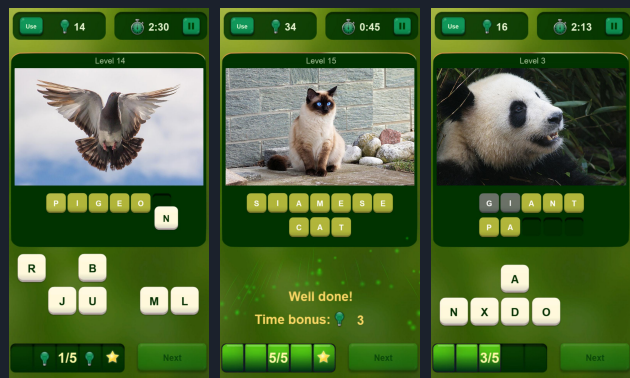 Use 14 2:30
Level 14
P I G E O
N
R B
J U M L
1/5 Next
Use 34 0:45
Level 15
S I A M E S E
C A T
Well done!
Time bonus: 3
5/5 Next
Use 16 2:13
Level 3
G I A N T
P A
A
N X D O
3/5 Next